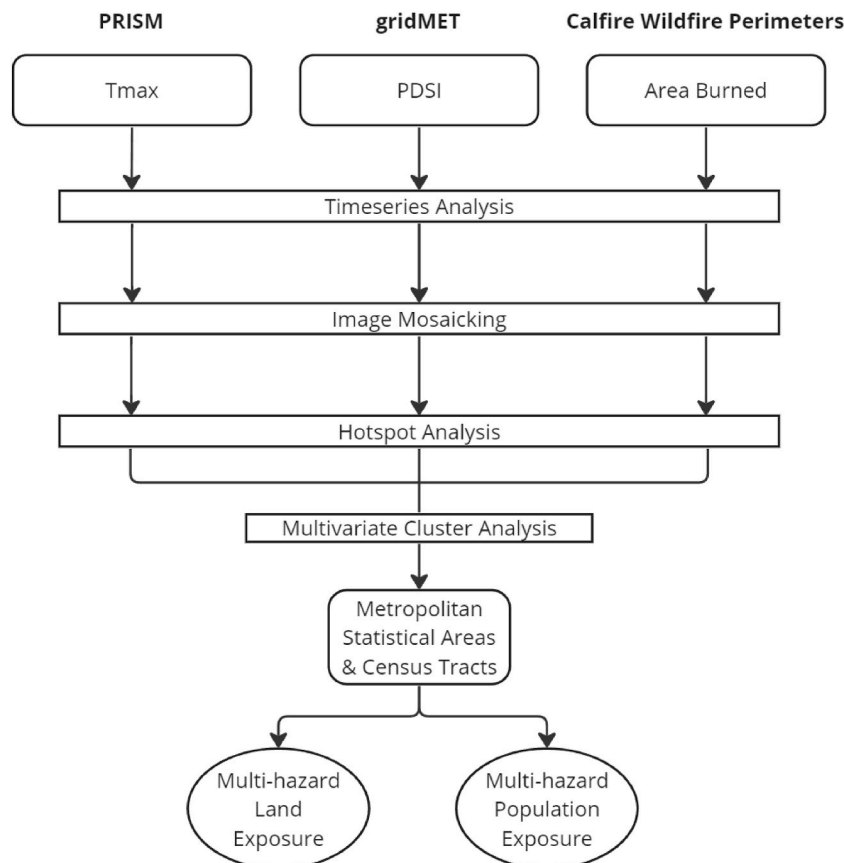 PRISM
gridMET
Calfire Wildfire Perimeters
Tmax
PDSI
Area Burned
Timeseries Analysis
Image Mosaicking
Hotspot Analysis
Multivariate Cluster Analysis
Metropolitan
Statistical Areas
& Census Tracts
Multi-hazard
Land
Exposure
Multi-hazard
Population
Exposure